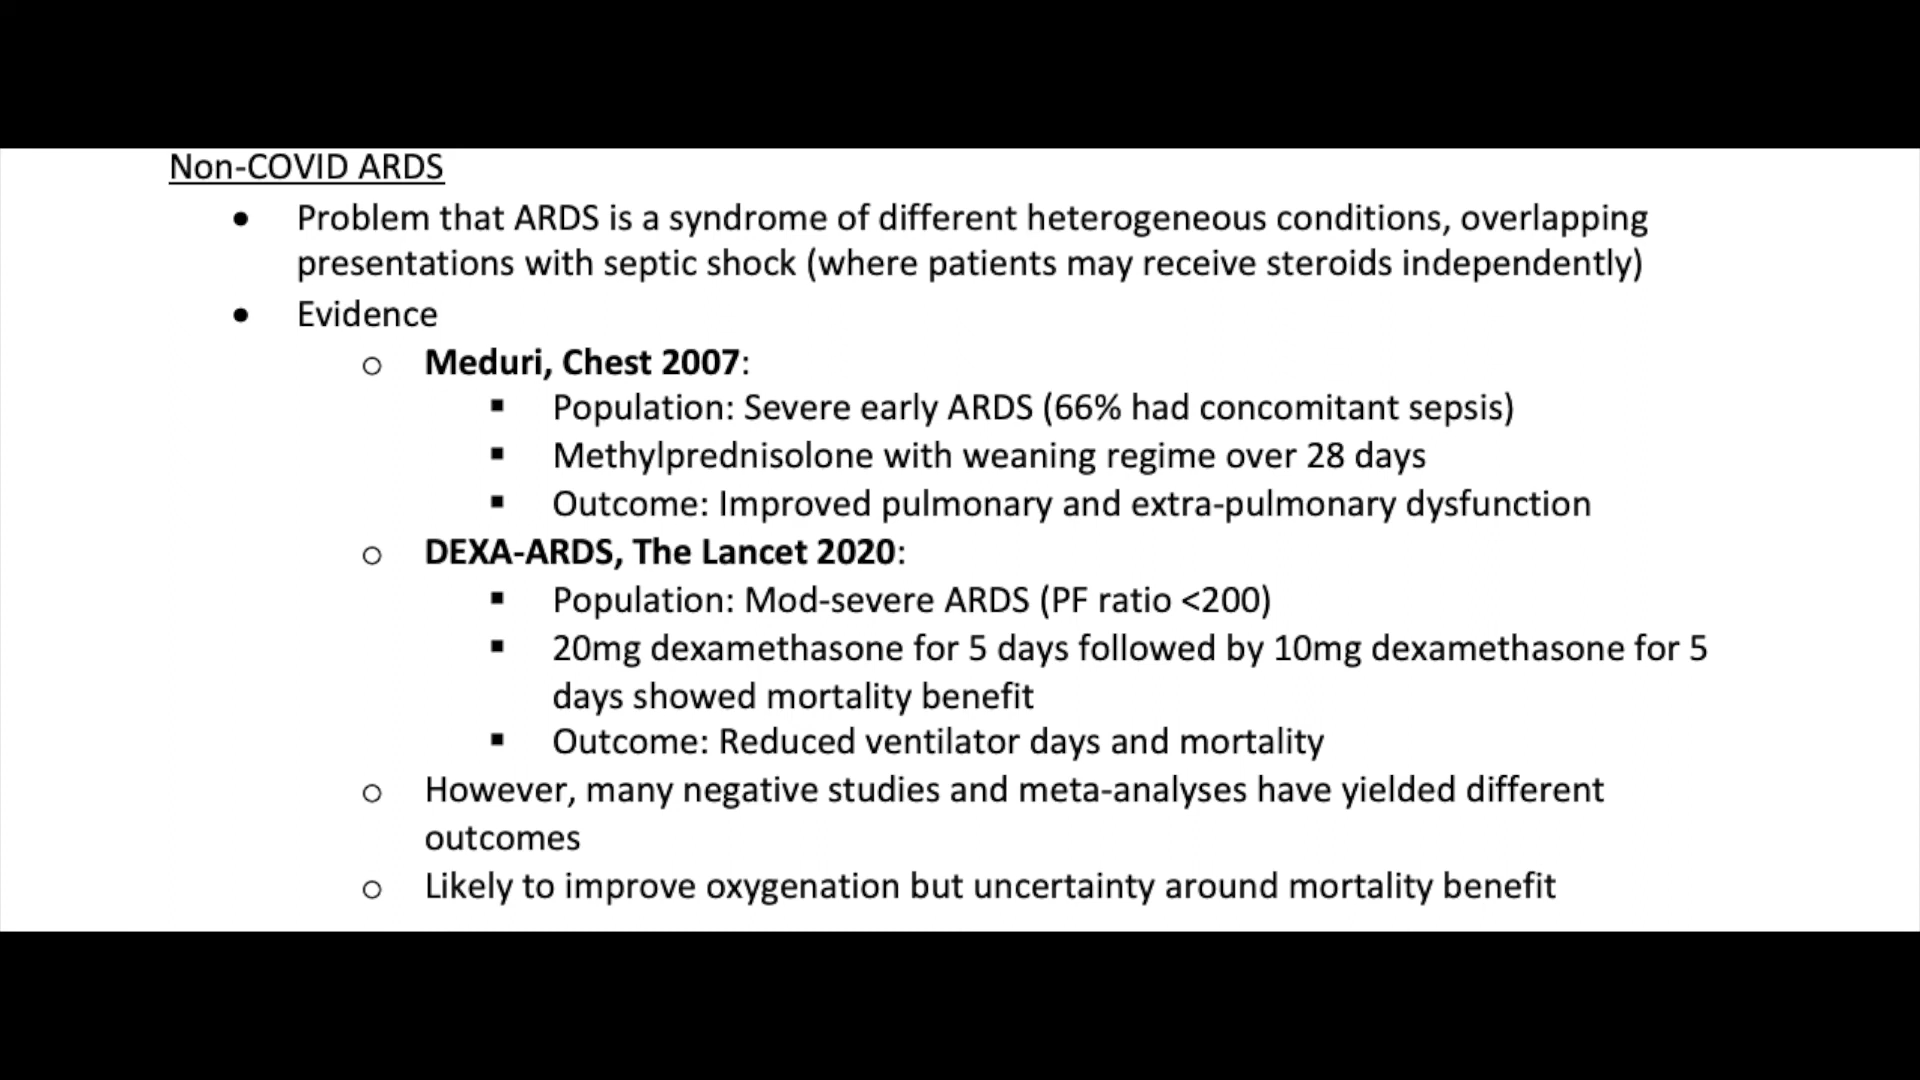 Non-COVID ARDS
• Problem that ARDS is a syndrome of different heterogeneous conditions, overlapping
presentations with septic shock (where patients may receive steroids independently)
• Evidence
o Meduri, Chest 2007:
▪ Population: Severe early ARDS (66% had concomitant sepsis)
▪ Methylprednisolone with weaning regime over 28 days
▪ Outcome: Improved pulmonary and extra-pulmonary dysfunction
o DEXA-ARDS, The Lancet 2020:
▪ Population: Mod-severe ARDS (PF ratio <200)
▪ 20mg dexamethasone for 5 days followed by 10mg dexamethasone for 5
days showed mortality benefit
▪ Outcome: Reduced ventilator days and mortality
o However, many negative studies and meta-analyses have yielded different
outcomes
o Likely to improve oxygenation but uncertainty around mortality benefit